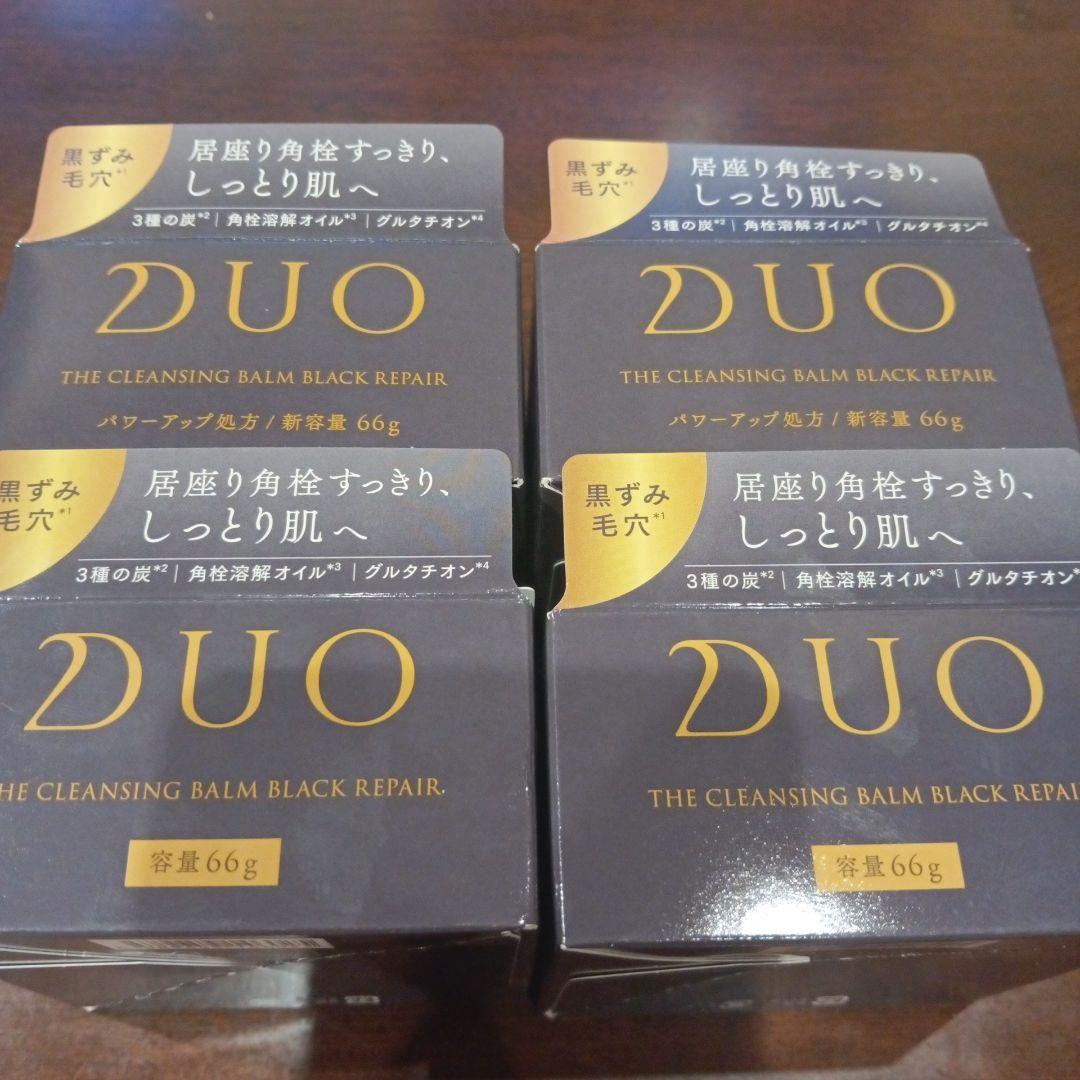 黒ずみ
毛穴*1
居座り角栓すっきり、
しっとり肌へ
3種の炭*2 | 角栓溶解オイル*3 | グルタチオン*4
DUO
THE CLEANSING BALM BLACK REPAIR
パワーアップ処方 / 新容量 66g
黒ずみ
毛穴*1
居座り角栓すっきり、
しっとり肌へ
3種の炭*2 | 角栓溶解オイル*3 | グルタチオン*4
DUO
THE CLEANSING BALM BLACK REPAIR
パワーアップ処方 / 新容量 66g
黒ずみ
毛穴*1
居座り角栓すっきり、
しっとり肌へ
3種の炭*2 | 角栓溶解オイル*3 | グルタチオン*4
DUO
HE CLEANSING BALM BLACK REPAIR
容量66g
黒ずみ
毛穴*1
居座り角栓すっきり、
しっとり肌へ
3種の炭*2 | 角栓溶解オイル*3 | グルタチオン*
DUO
THE CLEANSING BALM BLACK REPAI
容量66g